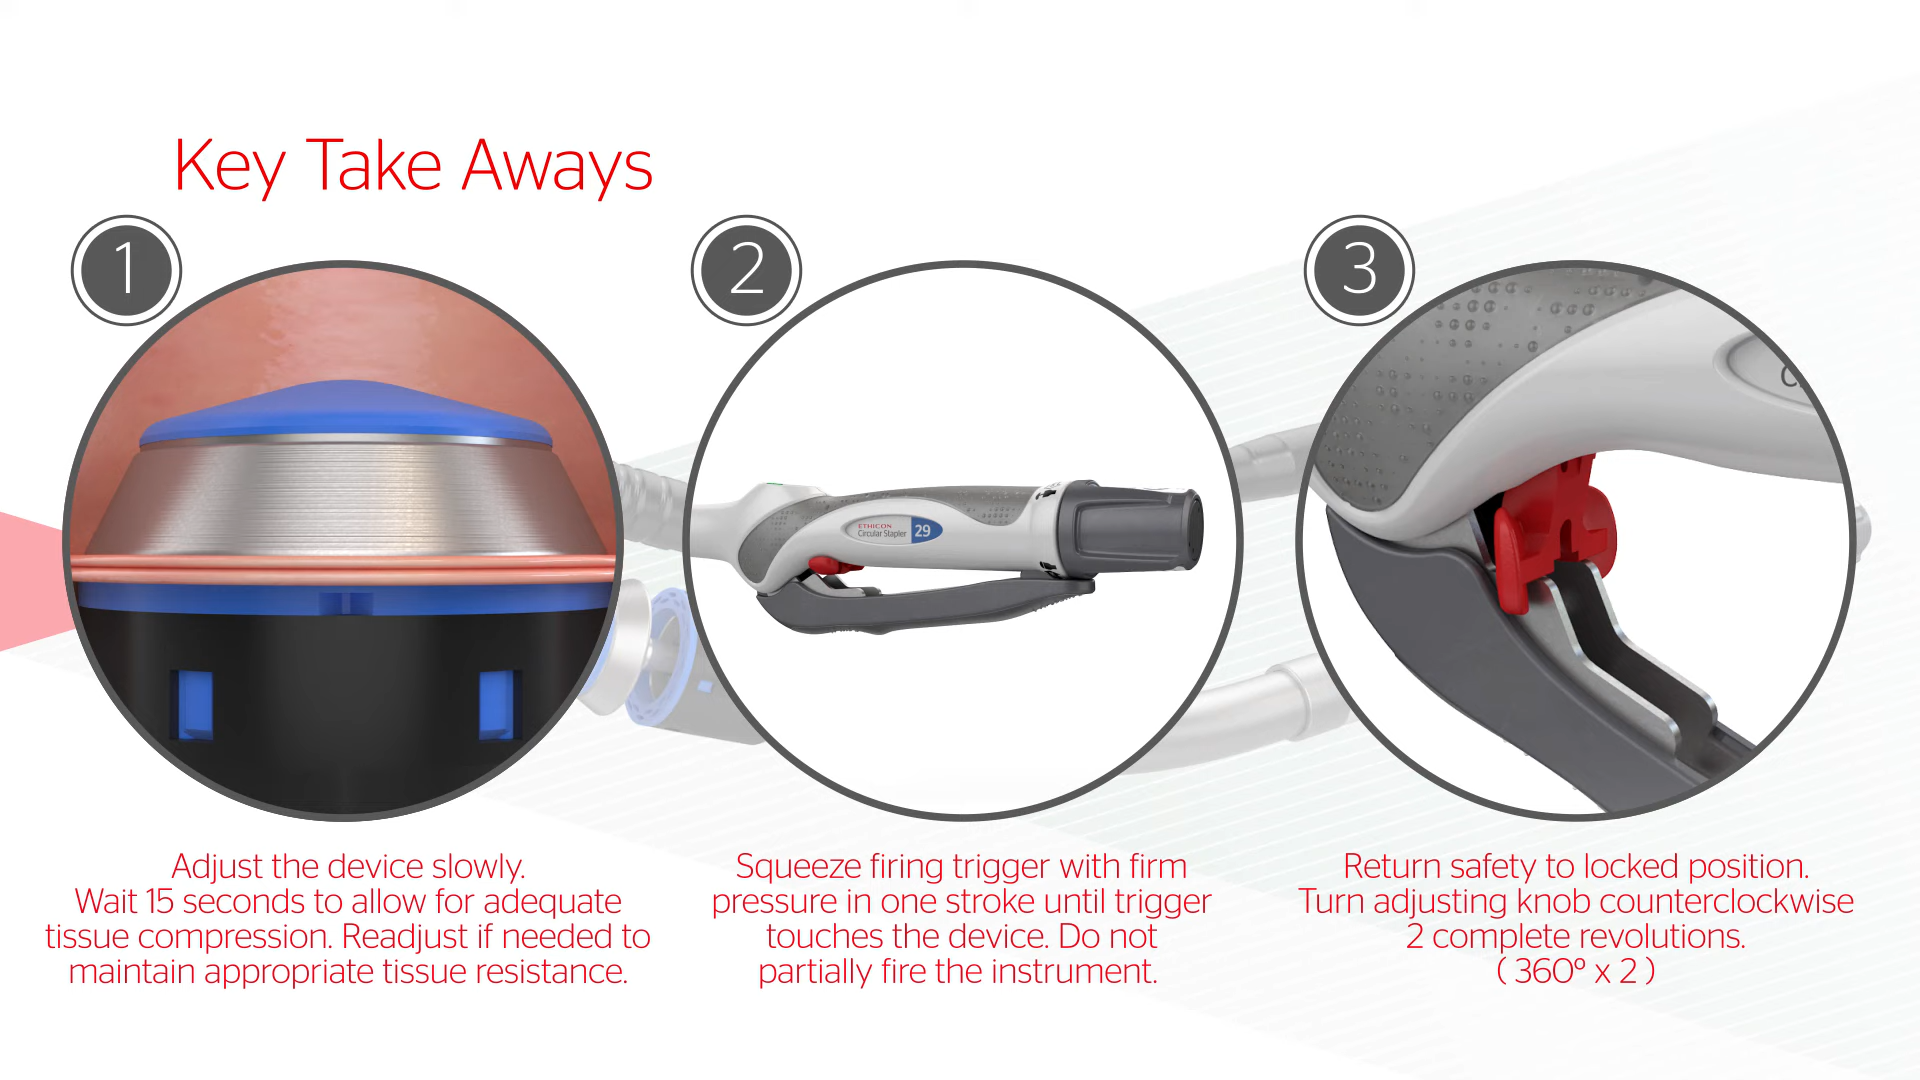 Key Take Aways
1
2
3
ETHICON
Circular Stapler 29
C
Adjust the device slowly.
Wait 15 seconds to allow for adequate
tissue compression. Readjust if needed to
maintain appropriate tissue resistance.
Squeeze firing trigger with firm
pressure in one stroke until trigger
touches the device. Do not
partially fire the instrument.
Return safety to locked position.
Turn adjusting knob counterclockwise
2 complete revolutions.
( 360º x 2 )